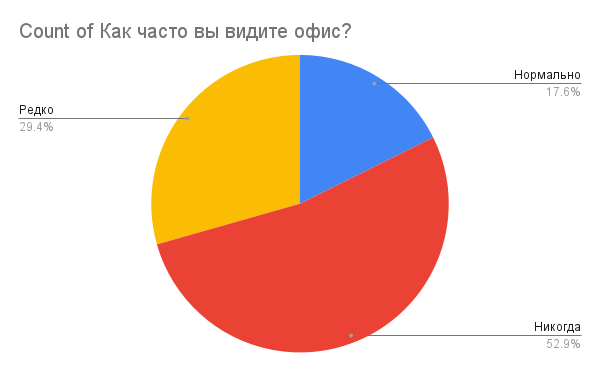 Count of Как часто вы видите офис?
Нормально
17.6%
Редко
29.4%
Никогда
52.9%